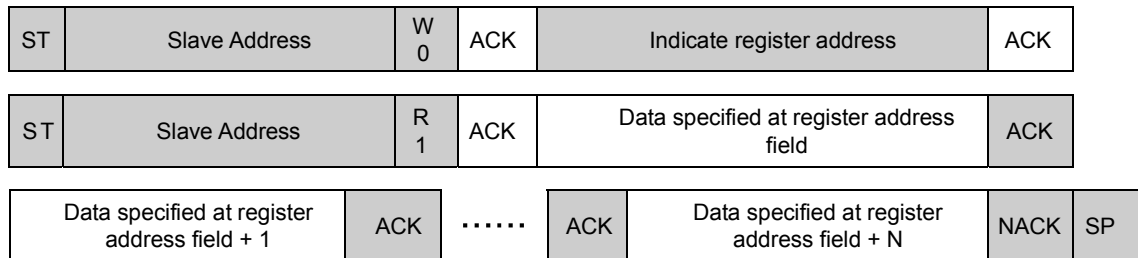 ST Slave Address W 0 ACK Indicate register address ACK
ST Slave Address R 1 ACK Data specified at register address field ACK
Data specified at register address field + 1 ACK ...... ACK Data specified at register address field + N NACK SP